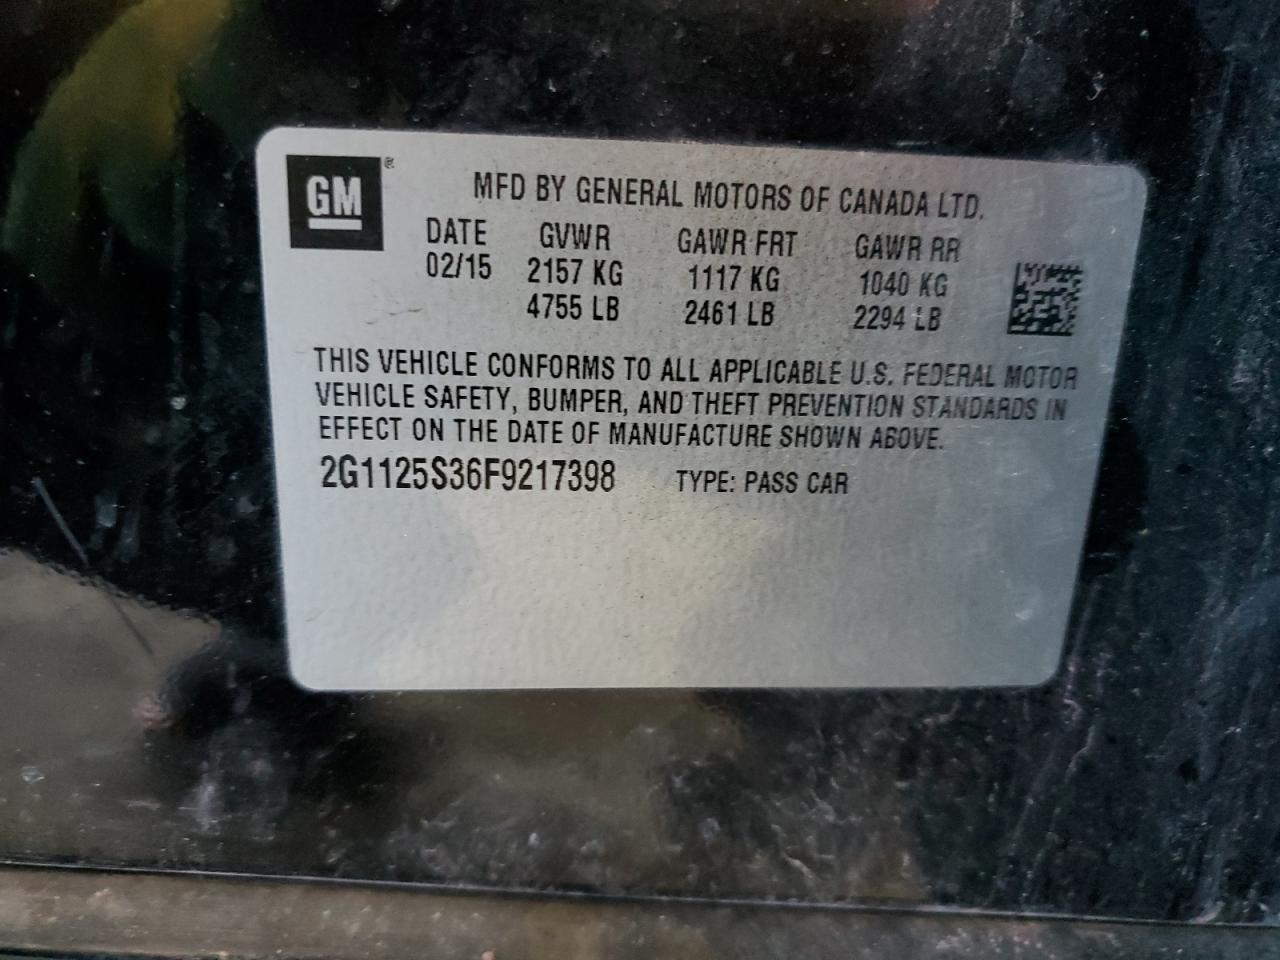 GM ®
MFD BY GENERAL MOTORS OF CANADA LTD.
DATE GVWR GAWR FRT GAWR RR
02/15 2157 KG 1117 KG 1040 KG
4755 LB 2461 LB 2294 LB
THIS VEHICLE CONFORMS TO ALL APPLICABLE U.S. FEDERAL MOTOR
VEHICLE SAFETY, BUMPER, AND THEFT PREVENTION STANDARDS IN
EFFECT ON THE DATE OF MANUFACTURE SHOWN ABOVE.
2G1125S36F9217398 TYPE: PASS CAR